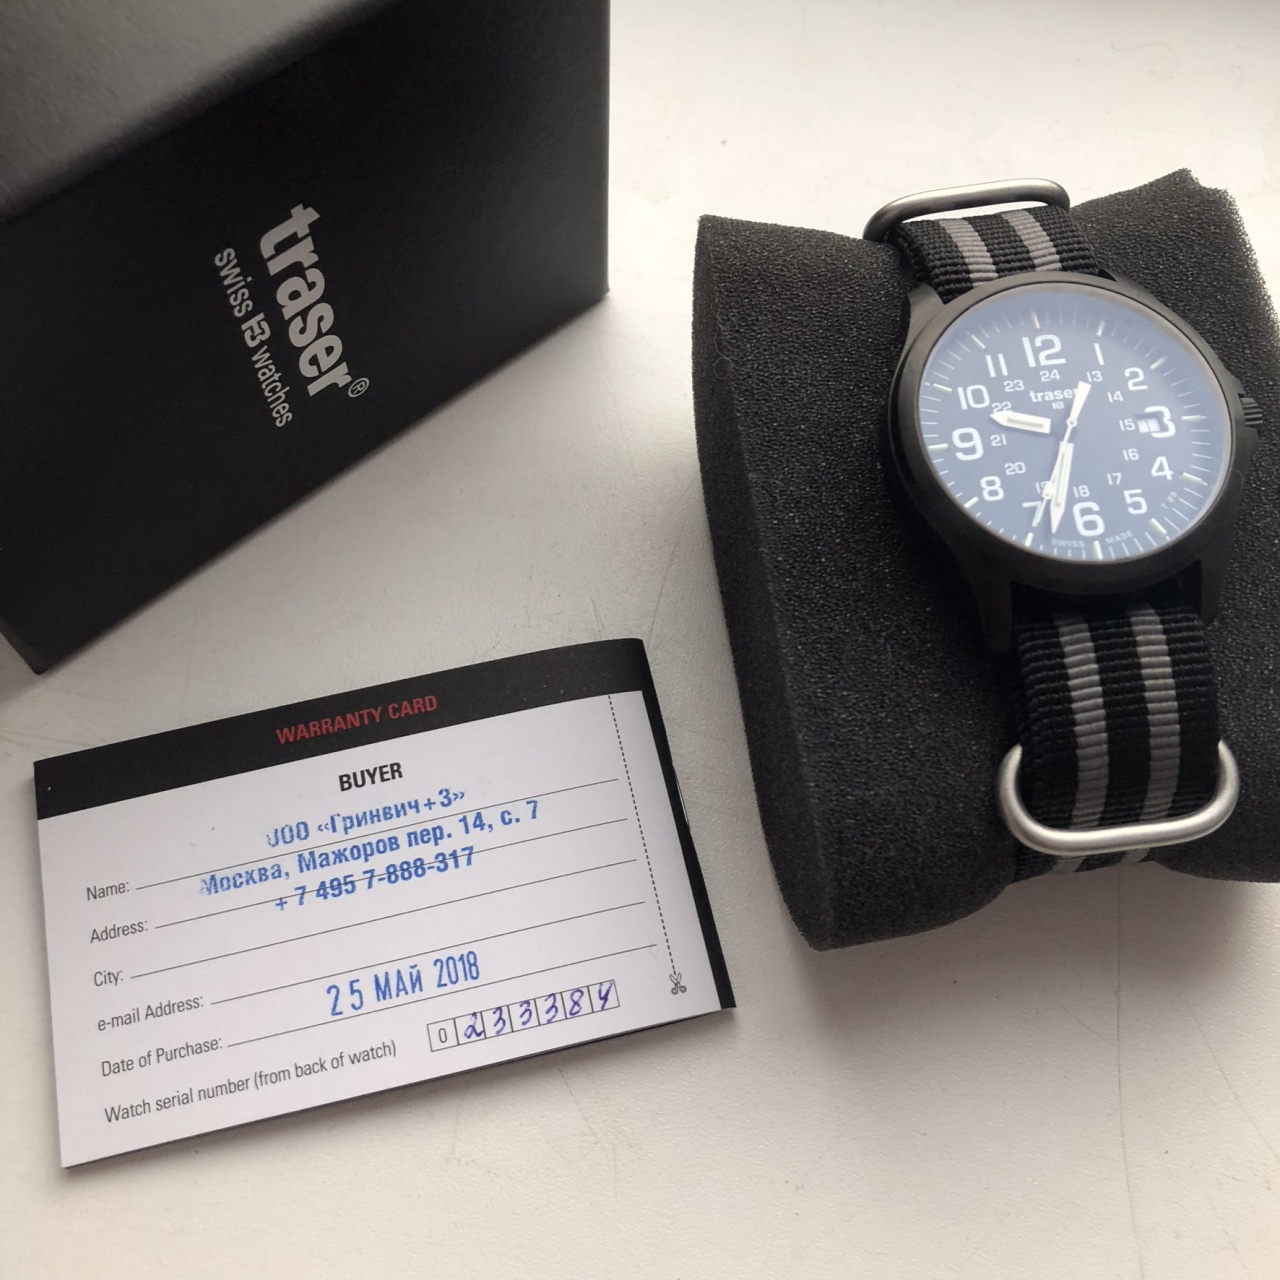 traser®
swiss H3 watches
WARRANTY CARD
BUYER
ООО «Гринвич+3»
Москва, Мажоров пер. 14, с. 7
+ 7 495 7-888-317
Name:
Address:
City:
e-mail Address:
25 МАЙ 2018
Date of Purchase:
Watch serial number (from back of watch) 0 2 3 3 3 8 4
12 1 2 3 4 5 6 7 8 9 10 11
24 13 14 15 16 17 18 19 20 21 22 23
traser
H3
SWISS MADE